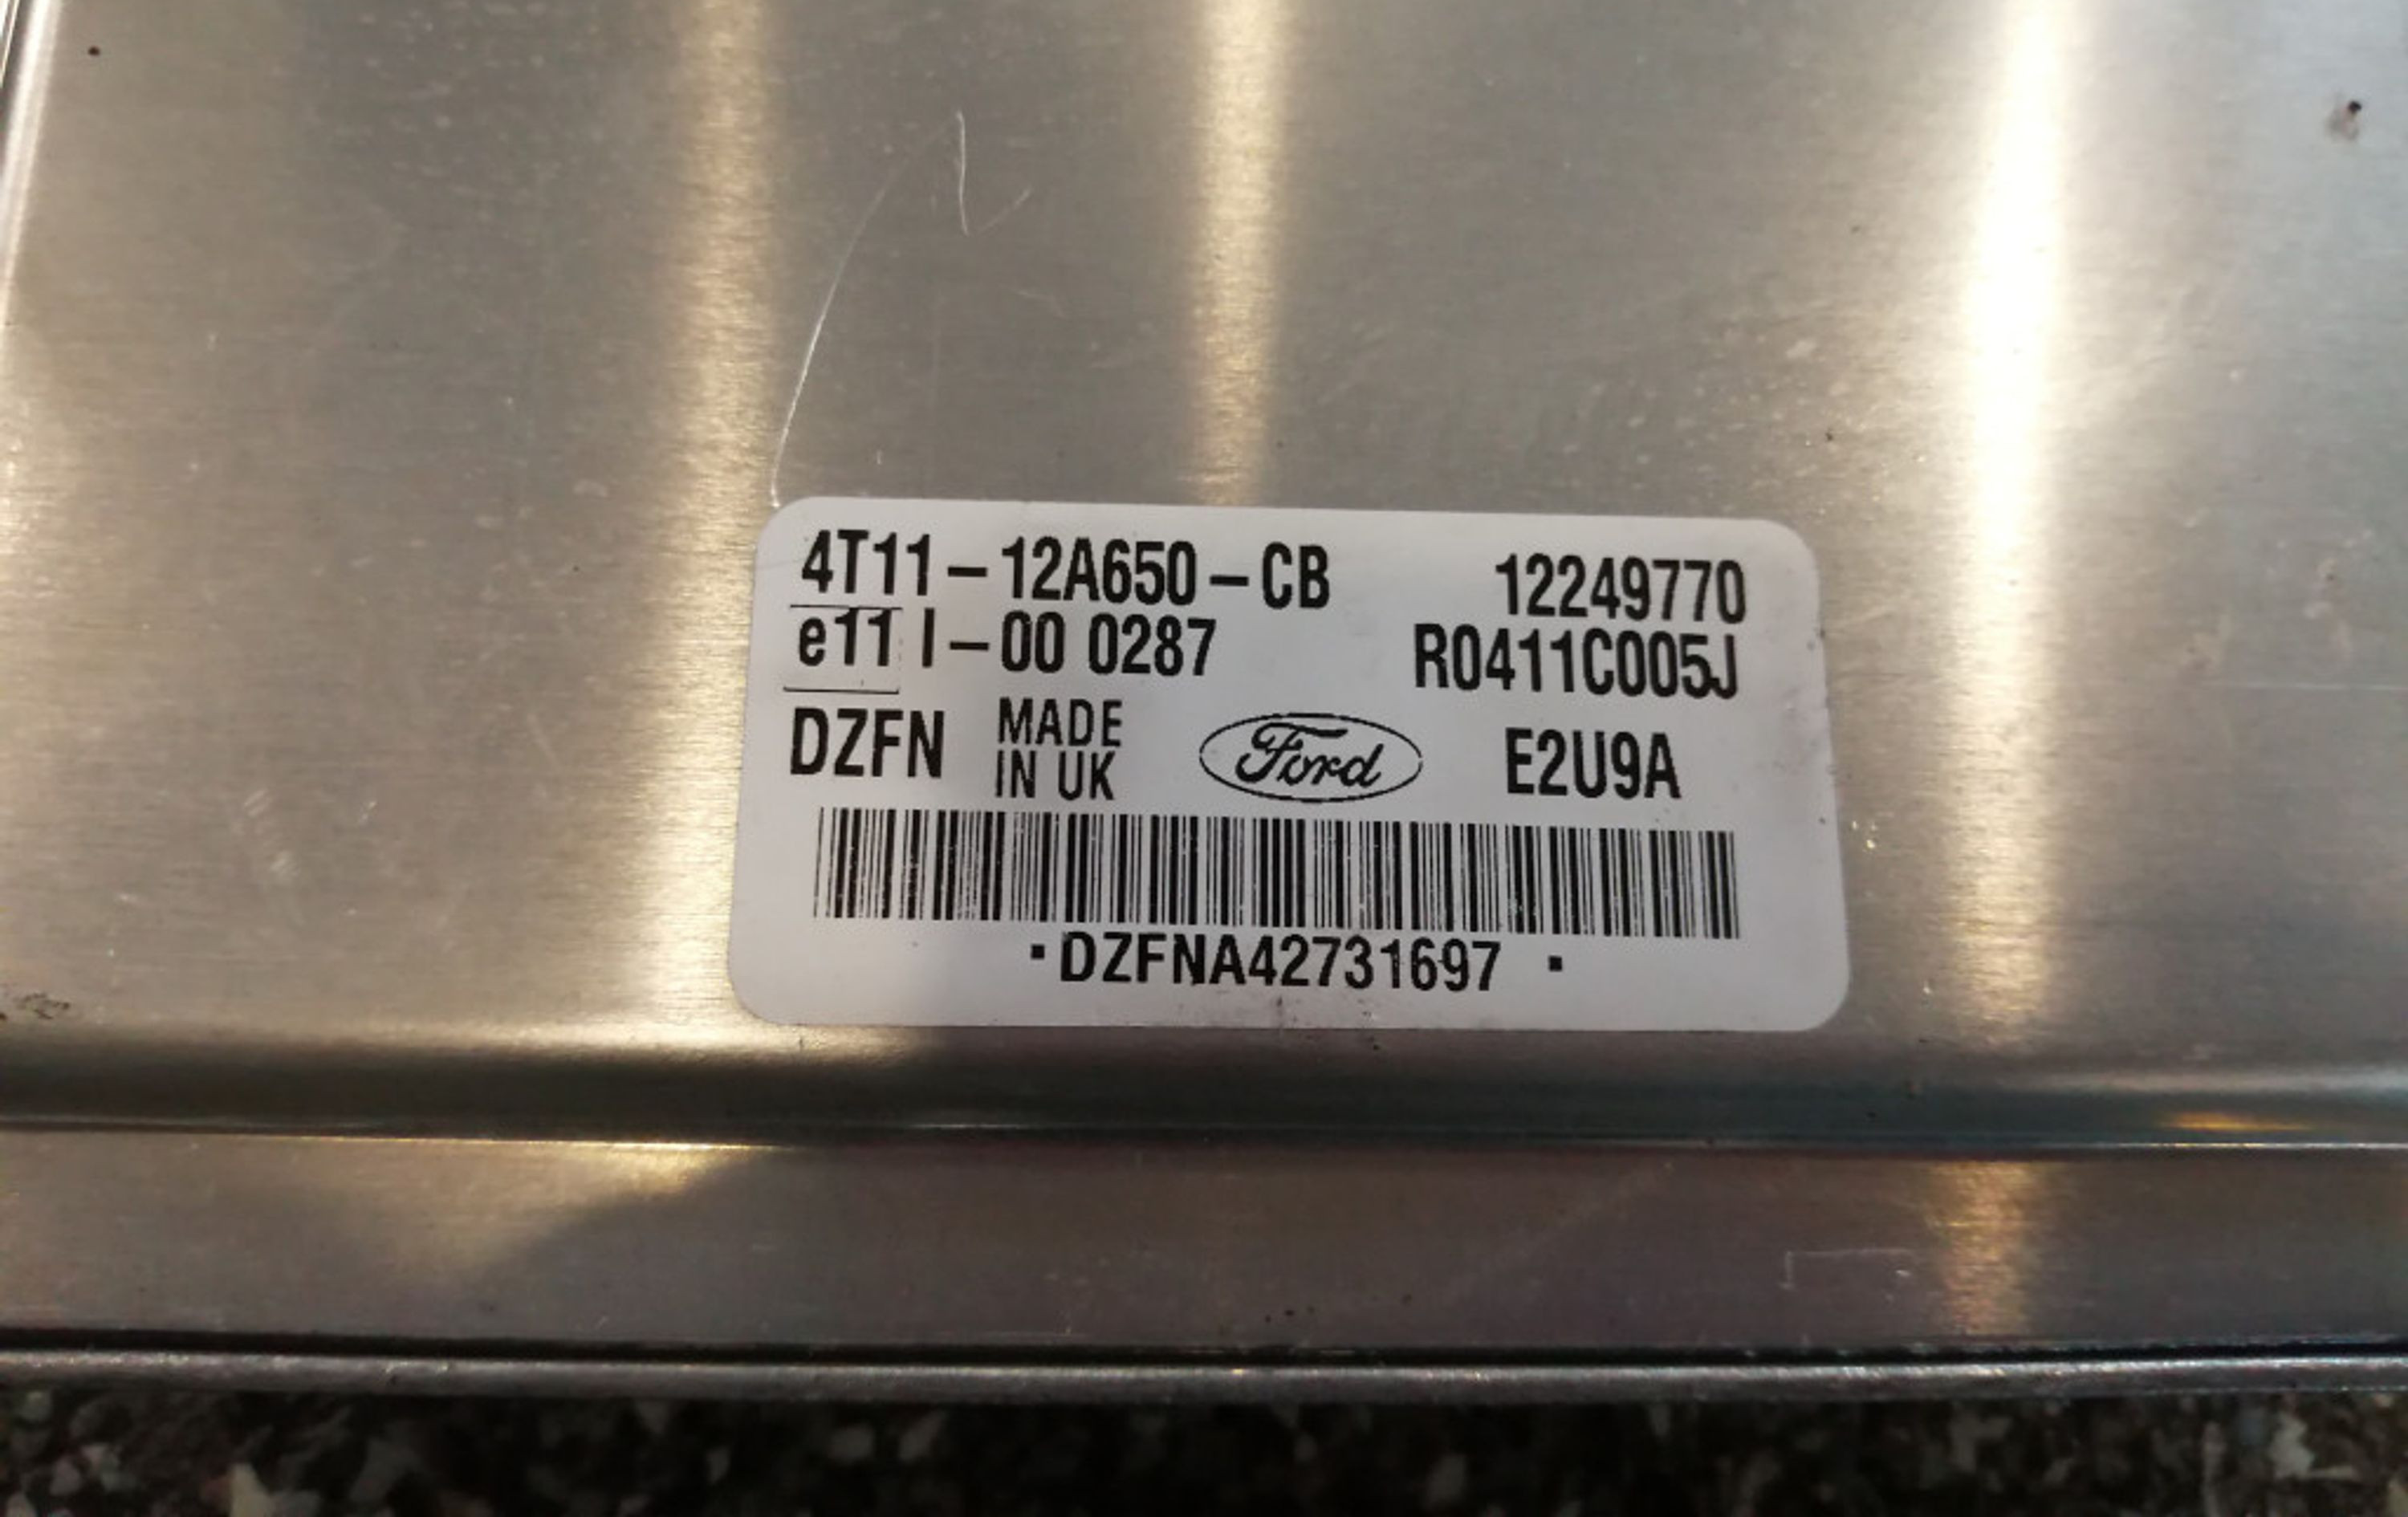 4T11-12A650-CB 12249770
e11 I-00 0287 R0411C005J
DZFN MADE IN UK Ford E2U9A
·DZFNA42731697 ·